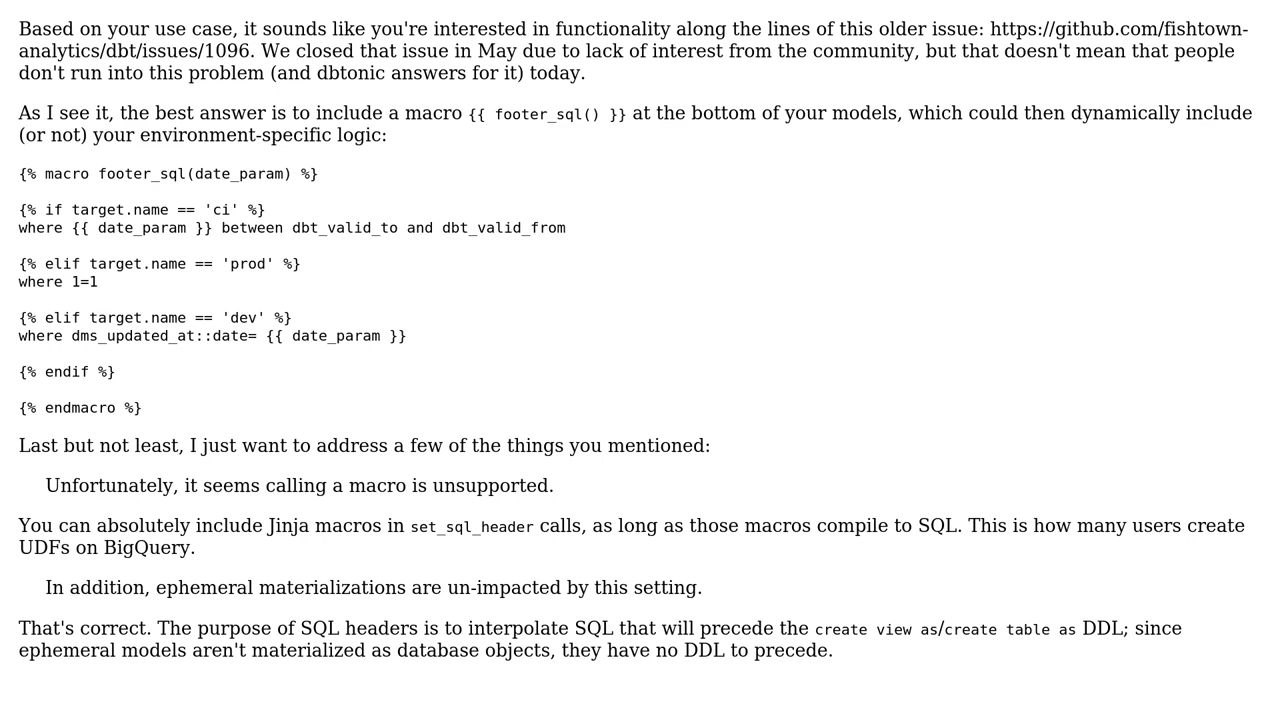 Based on your use case, it sounds like you're interested in functionality along the lines of this older issue: https://github.com/fishtown-
analytics/dbt/issues/1096. We closed that issue in May due to lack of interest from the community, but that doesn't mean that people
don't run into this problem (and dbtonic answers for it) today.
As I see it, the best answer is to include a macro {{ footer_sql() }} at the bottom of your models, which could then dynamically include
(or not) your environment-specific logic:
{% macro footer_sql(date_param) %}
{% if target.name == 'ci' %}
where {{ date_param }} between dbt_valid_to and dbt_valid_from
{% elif target.name == 'prod' %}
where 1=1
{% elif target.name == 'dev' %}
where dms_updated_at::date= {{ date_param }}
{% endif %}
{% endmacro %}
Last but not least, I just want to address a few of the things you mentioned:
Unfortunately, it seems calling a macro is unsupported.
You can absolutely include Jinja macros in set_sql_header calls, as long as those macros compile to SQL. This is how many users create
UDFs on BigQuery.
In addition, ephemeral materializations are un-impacted by this setting.
That's correct. The purpose of SQL headers is to interpolate SQL that will precede the create view as/create table as DDL; since
ephemeral models aren't materialized as database objects, they have no DDL to precede.